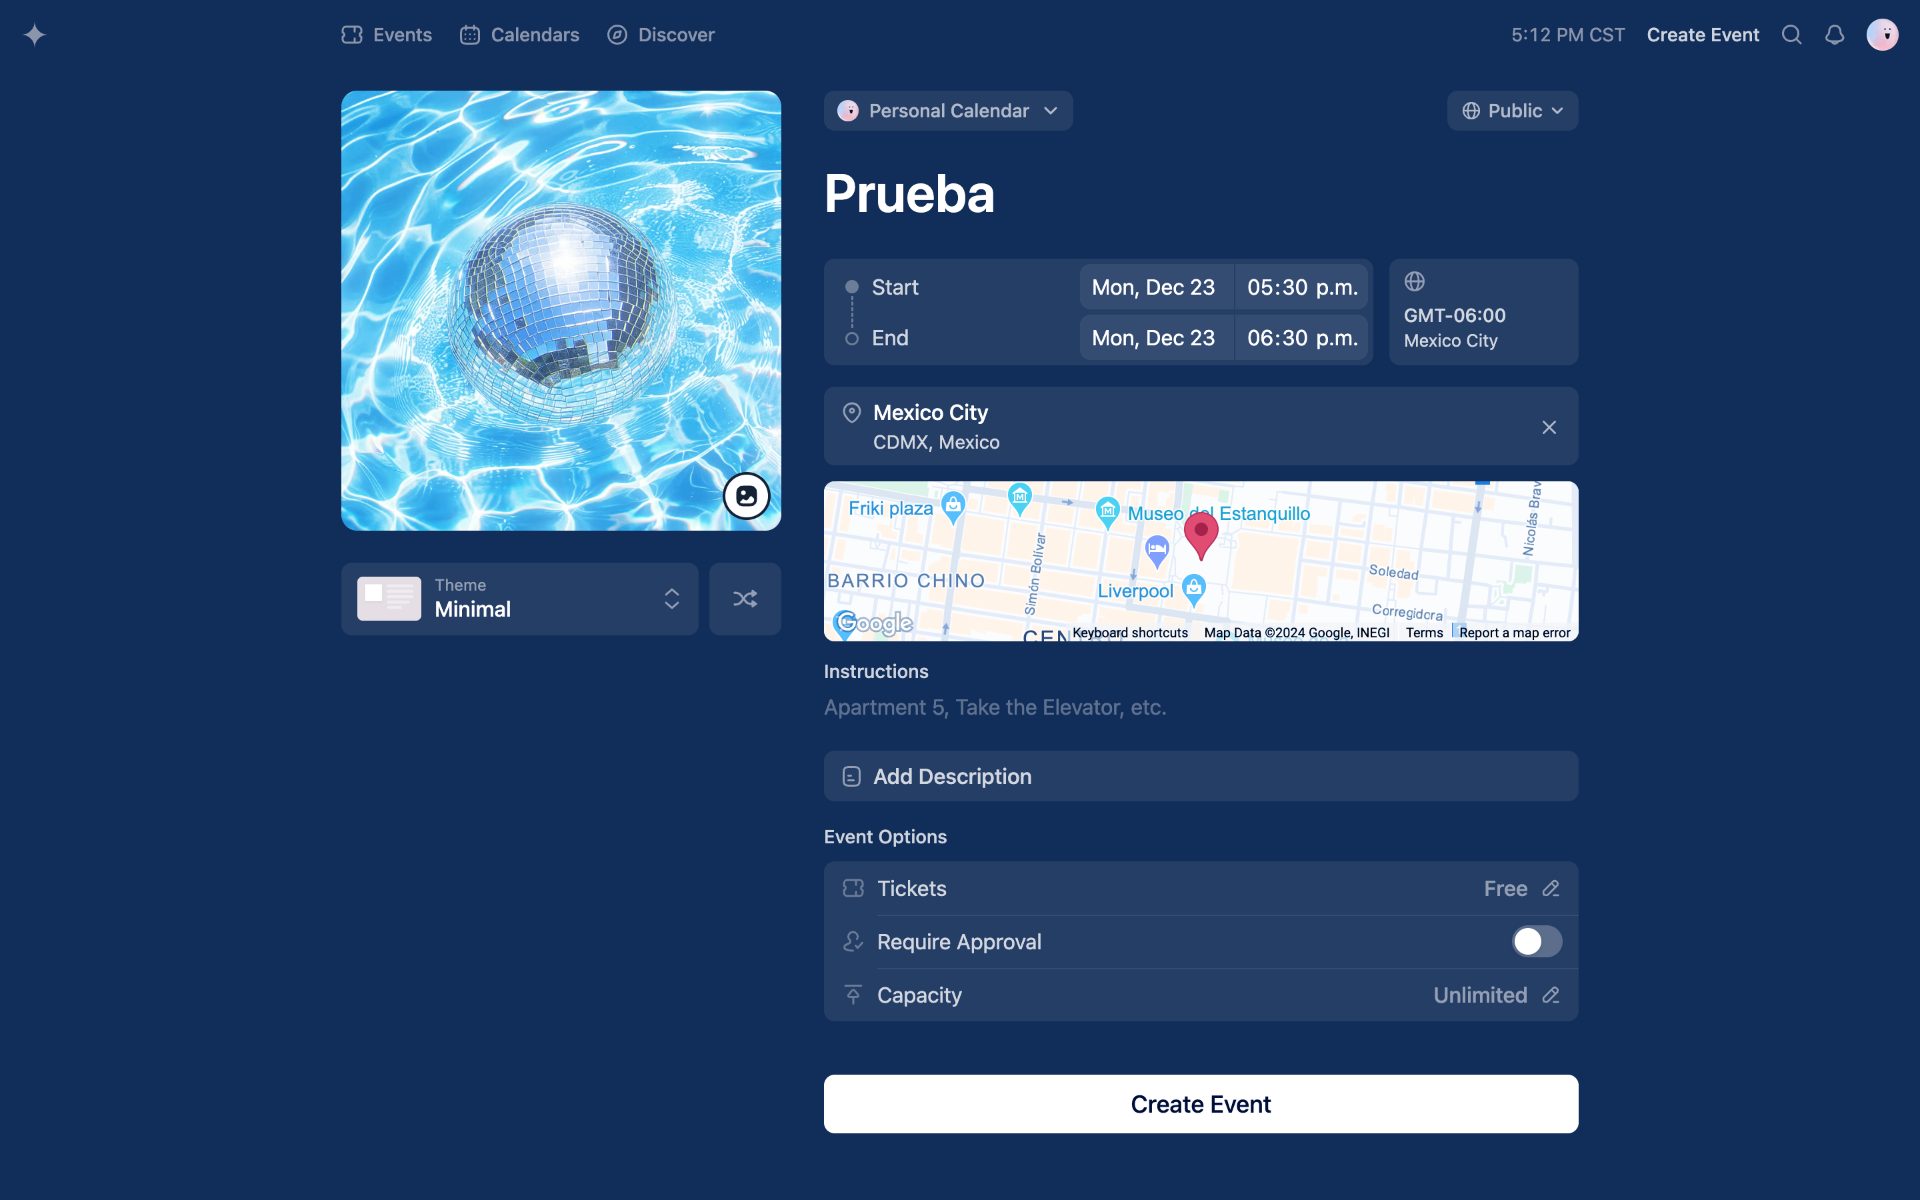 Events
Calendars
Discover
5:12 PM CST
Create Event
Personal Calendar
Public
Prueba
Start
Mon, Dec 23
05:30 p.m.
End
Mon, Dec 23
06:30 p.m.
GMT-06:00
Mexico City
Mexico City
CDMX, Mexico
Friki plaza
Museo del Estanquillo
BARRIO CHINO
Simón Bolívar
Liverpool
Soledad
Corregidora
Google
Keyboard shortcuts
Map Data ©2024 Google, INEGI
Terms
Report a map error
Theme
Minimal
Instructions
Apartment 5, Take the Elevator, etc.
Add Description
Event Options
Tickets
Free
Require Approval
Capacity
Unlimited
Create Event